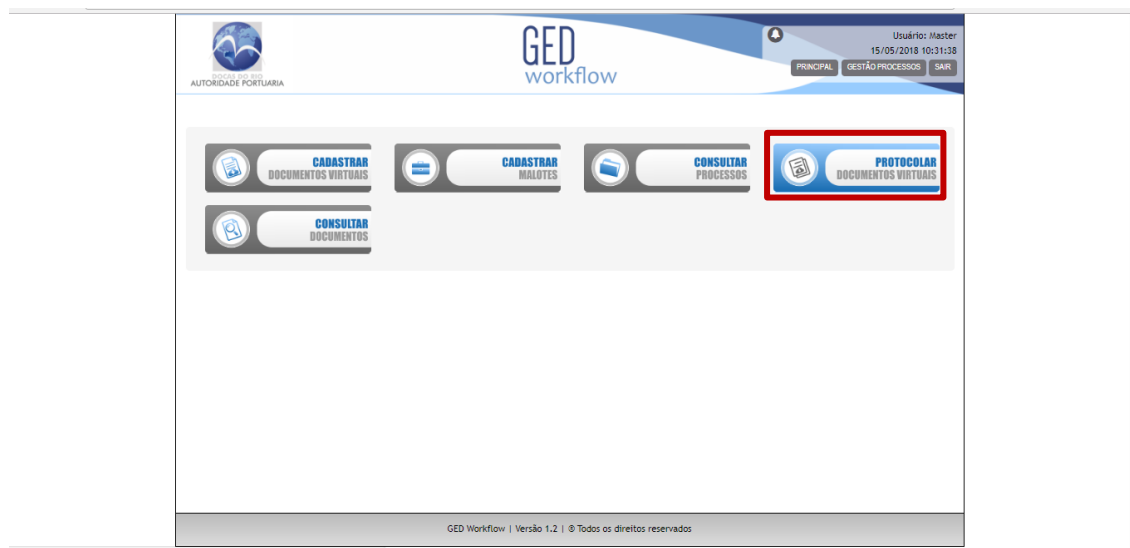 DOCAS DO RIO
AUTORIDADE PORTUARIA
GED
workflow
Usuário: Master
15/05/2018 10:31:38
PRINCIPAL GESTÃO PROCESSOS SAIR
CADASTRAR
DOCUMENTOS VIRTUAIS
CADASTRAR
MALOTES
CONSULTAR
PROCESSOS
PROTOCOLAR
DOCUMENTOS VIRTUAIS
CONSULTAR
DOCUMENTOS
GED Workflow | Versão 1.2 | ® Todos os direitos reservados